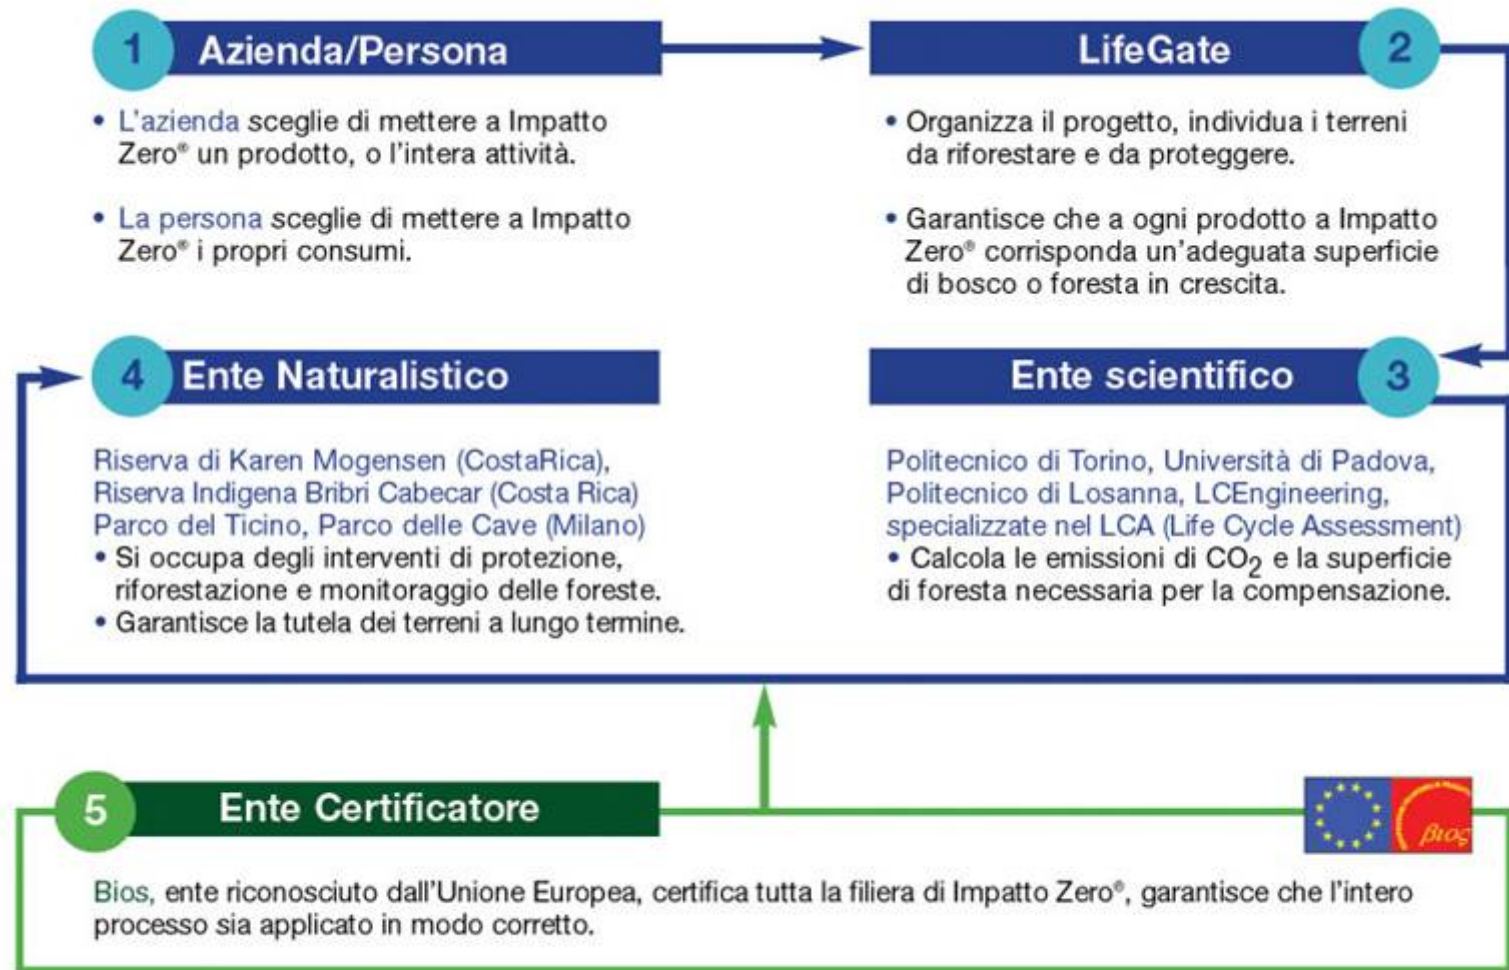 1 Azienda/Persona
• L'azienda sceglie di mettere a Impatto
Zero® un prodotto, o l'intera attività.
• La persona sceglie di mettere a Impatto
Zero® i propri consumi.
LifeGate 2
• Organizza il progetto, individua i terreni
da riforestare e da proteggere.
• Garantisce che a ogni prodotto a Impatto
Zero® corrisponda un'adeguata superficie
di bosco o foresta in crescita.
Ente scientifico 3
Politecnico di Torino, Università di Padova,
Politecnico di Losanna, LCEngineering,
specializzate nel LCA (Life Cycle Assessment)
• Calcola le emissioni di CO₂ e la superficie
di foresta necessaria per la compensazione.
4 Ente Naturalistico
Riserva di Karen Mogensen (CostaRica),
Riserva Indigena Bribri Cabecar (Costa Rica)
Parco del Ticino, Parco delle Cave (Milano)
• Si occupa degli interventi di protezione,
riforestazione e monitoraggio delle foreste.
• Garantisce la tutela dei terreni a lungo termine.
5 Ente Certificatore
βιος
Bios, ente riconosciuto dall'Unione Europea, certifica tutta la filiera di Impatto Zero®, garantisce che l'intero
processo sia applicato in modo corretto.